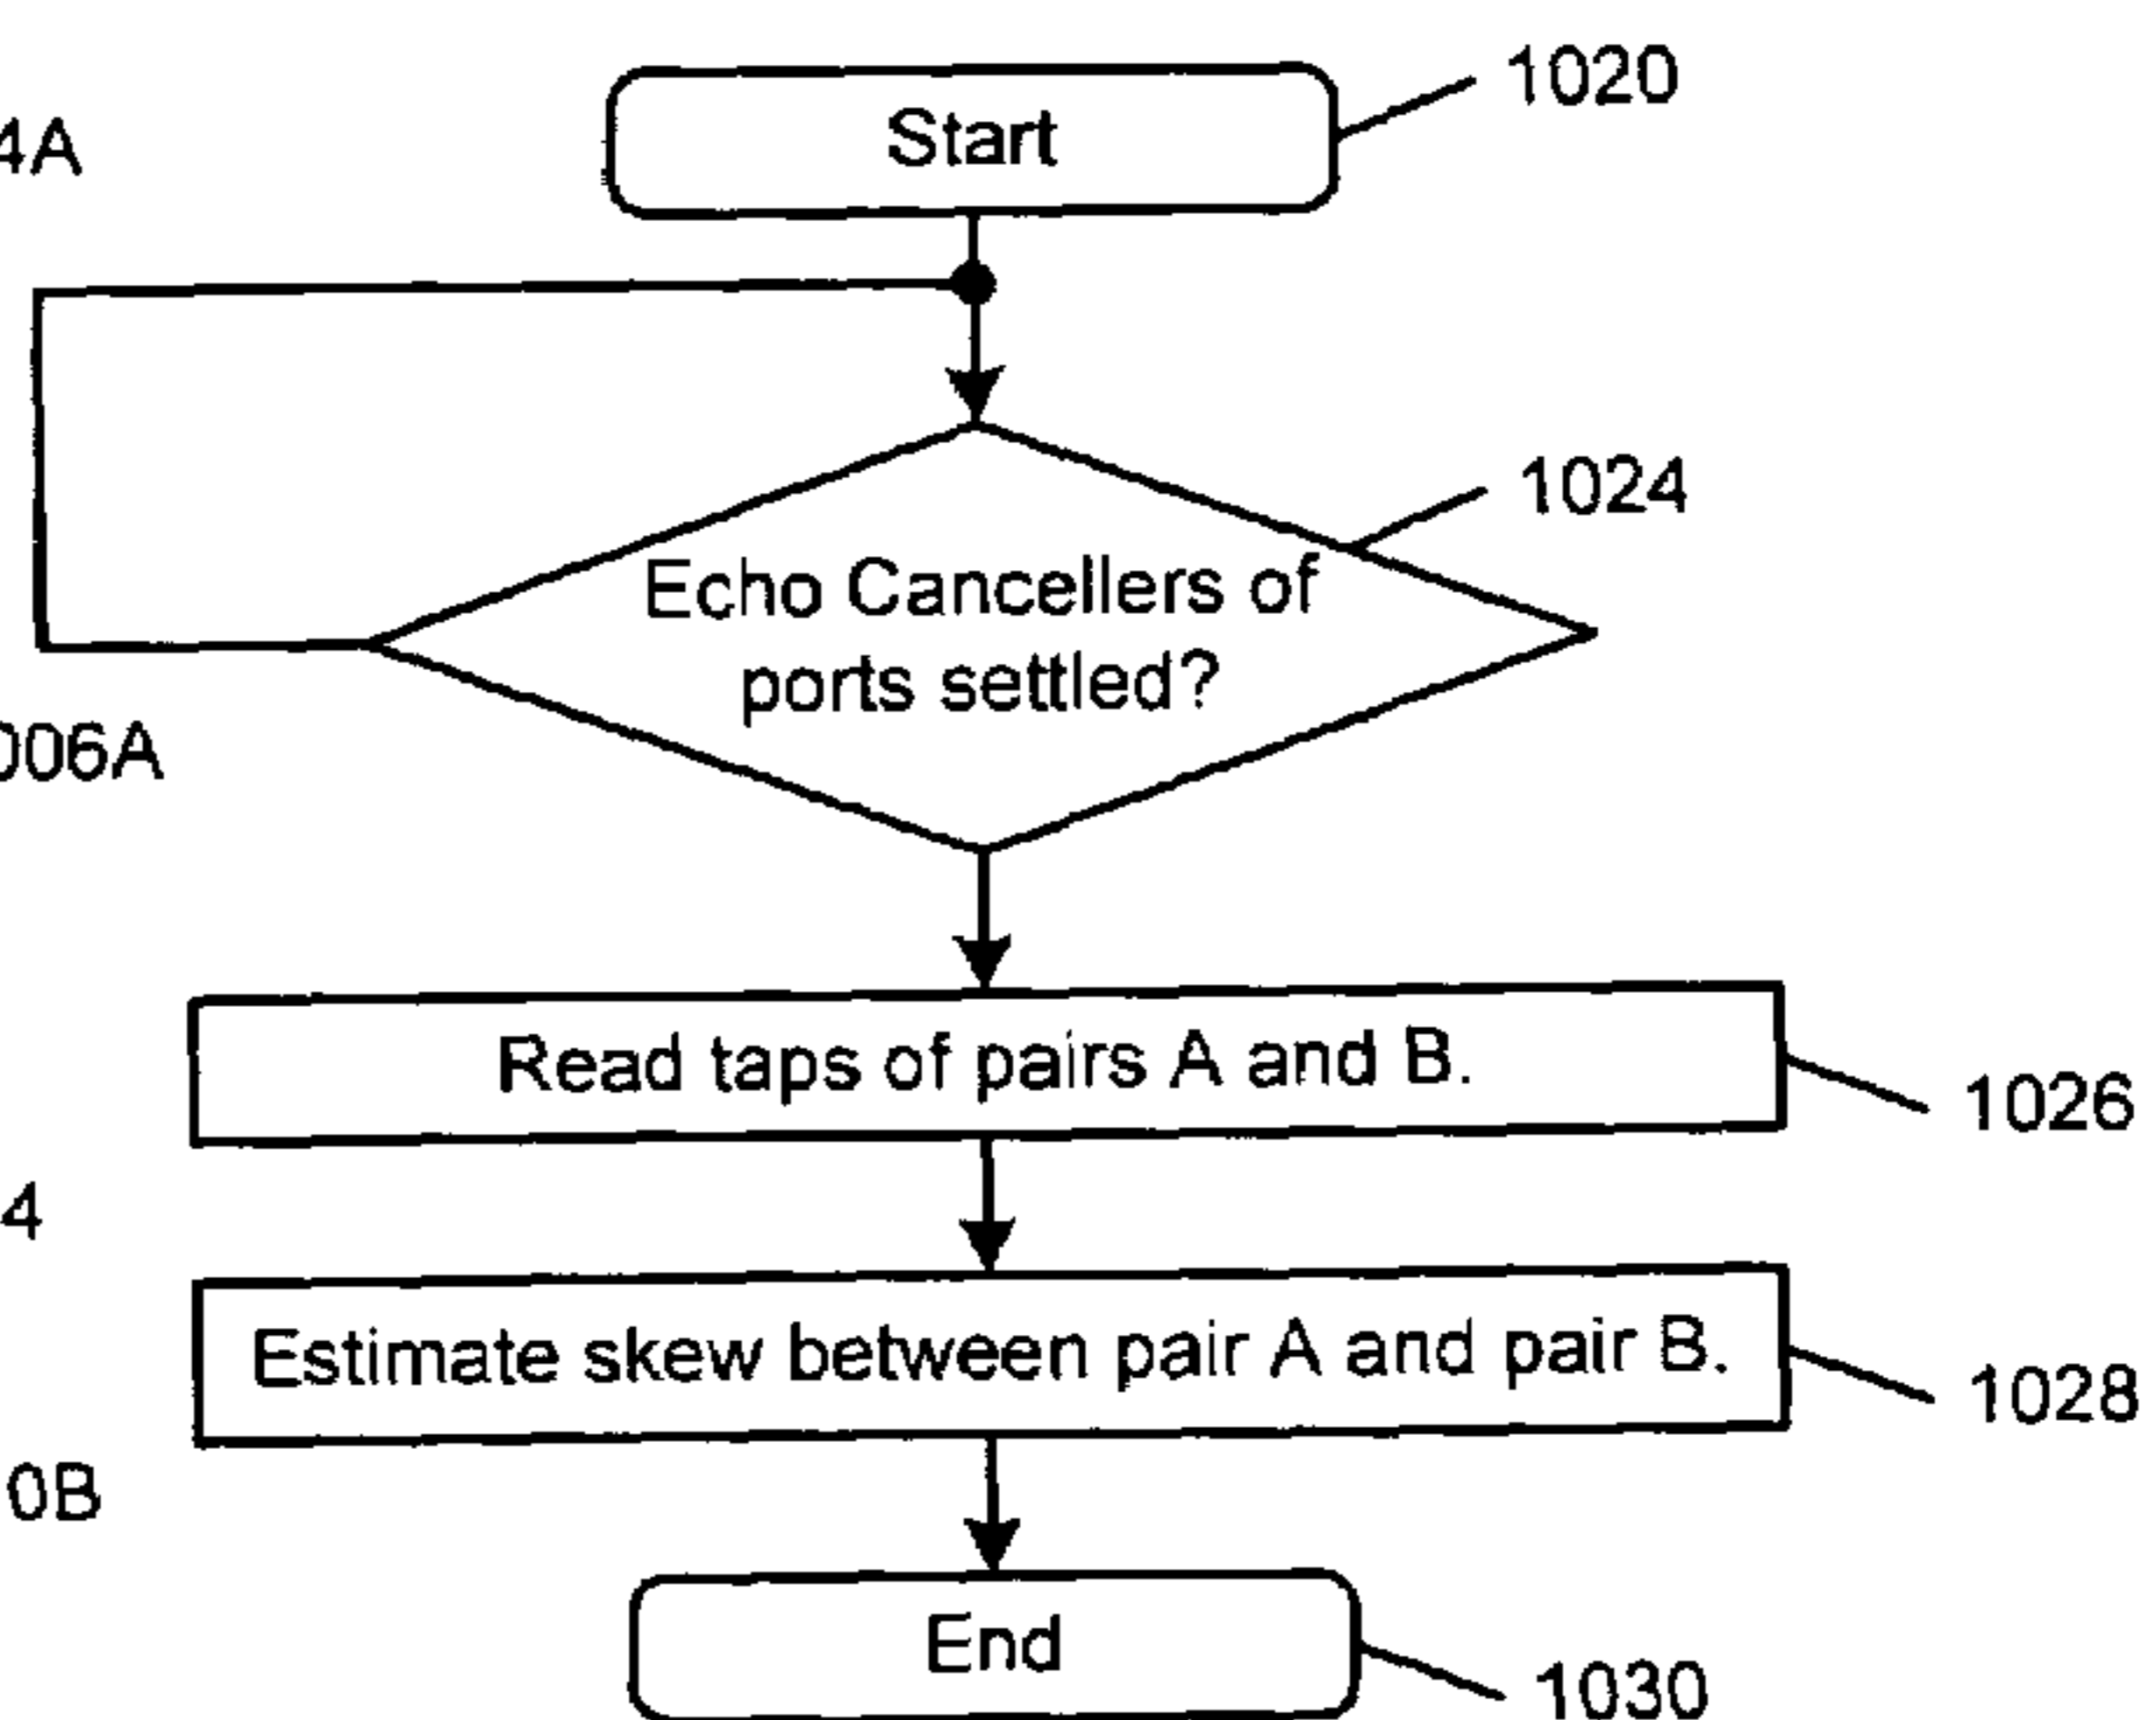 1020
Start
4A
1024
Echo Cancellers of
ports settled?
006A
Read taps of pairs A and B.
1026
4
Estimate skew between pair A and pair B.
1028
0B
End
1030